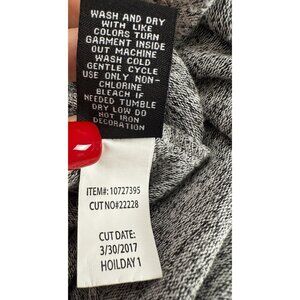 WASH AND DRY
WITH LIKE
COLORS TURN
GARMENT INSIDE
OUT MACHINE
WASH COLD
GENTLE CYCLE
USE ONLY NON-
CHLORINE
BLEACH IF
NEEDED TUMBLE
DRY LOW DO
NOT IRON
DECORATION
ITEM#: 10727395
CUT NO#22228
CUT DATE:
3/30/2017
HOILDAY 1